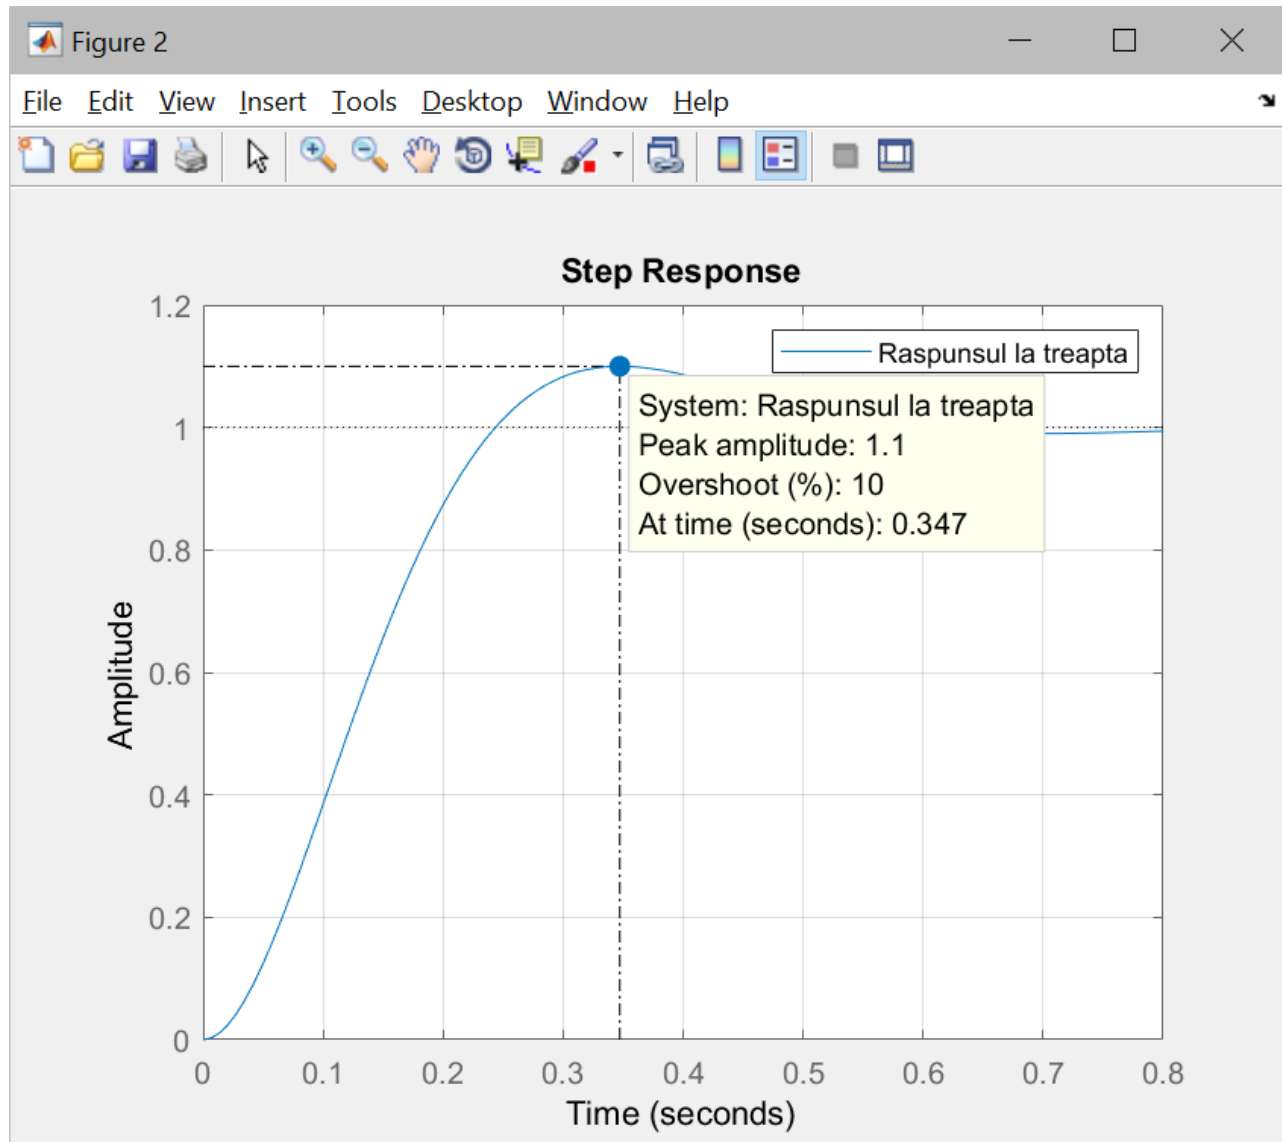 Figure 2
File Edit View Insert Tools Desktop Window Help
Step Response
1.2
1
0.8
0.6
0.4
0.2
0
Amplitude
Raspunsul la treapta
System: Raspunsul la treapta
Peak amplitude: 1.1
Overshoot (%): 10
At time (seconds): 0.347
0 0.1 0.2 0.3 0.4 0.5 0.6 0.7 0.8
Time (seconds)